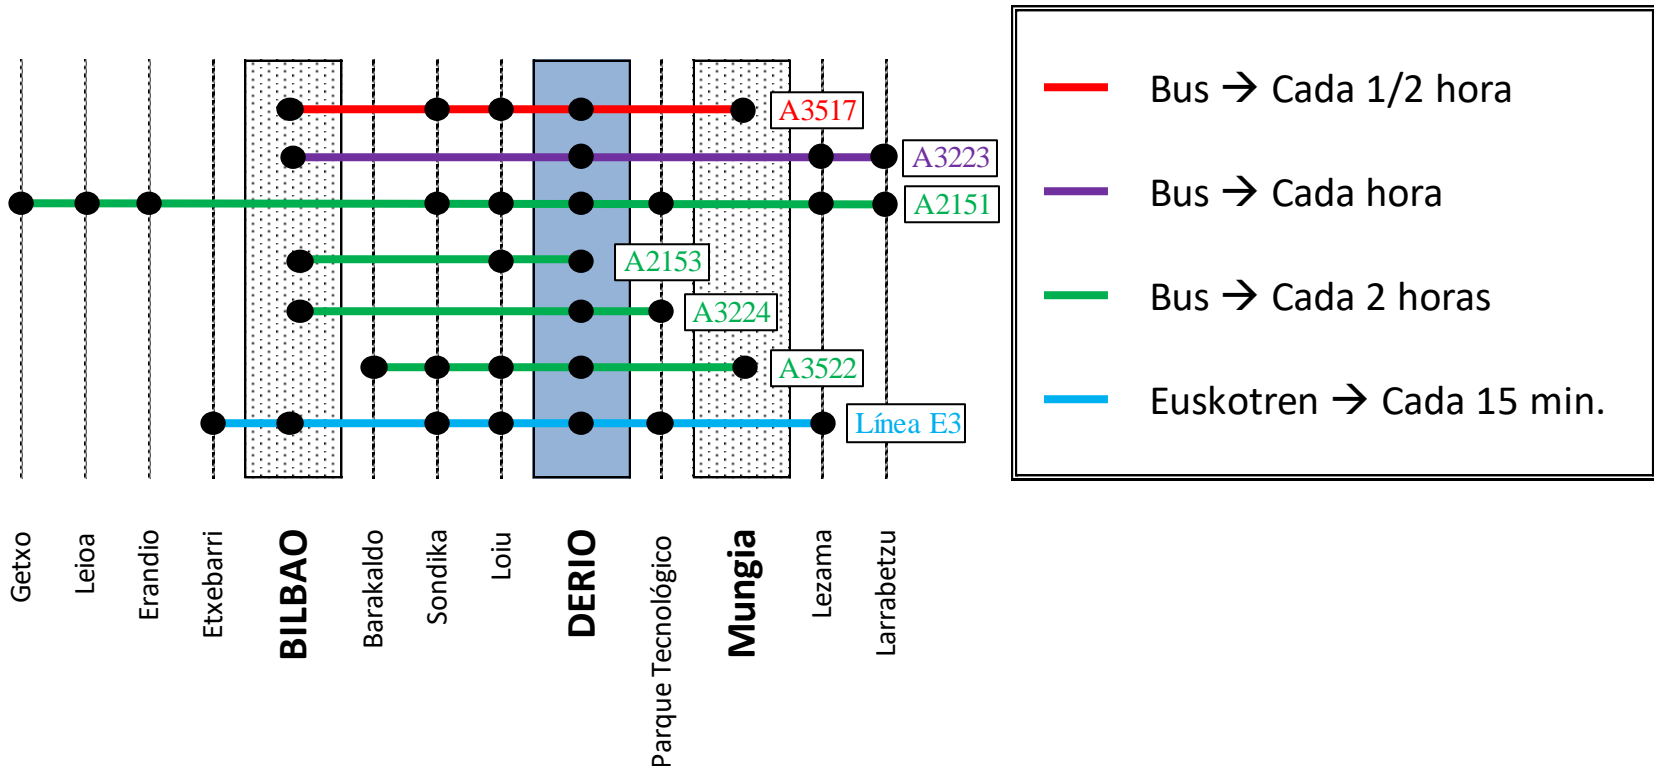 A3517
A3223
A2151
A2153
A3224
A3522
Línea E3
Getxo
Leioa
Erandio
Etxebarri
BILBAO
Barakaldo
Sondika
Loiu
DERIO
Parque Tecnológico
Mungia
Lezama
Larrabetzu
Bus → Cada 1/2 hora
Bus → Cada hora
Bus → Cada 2 horas
Euskotren → Cada 15 min.